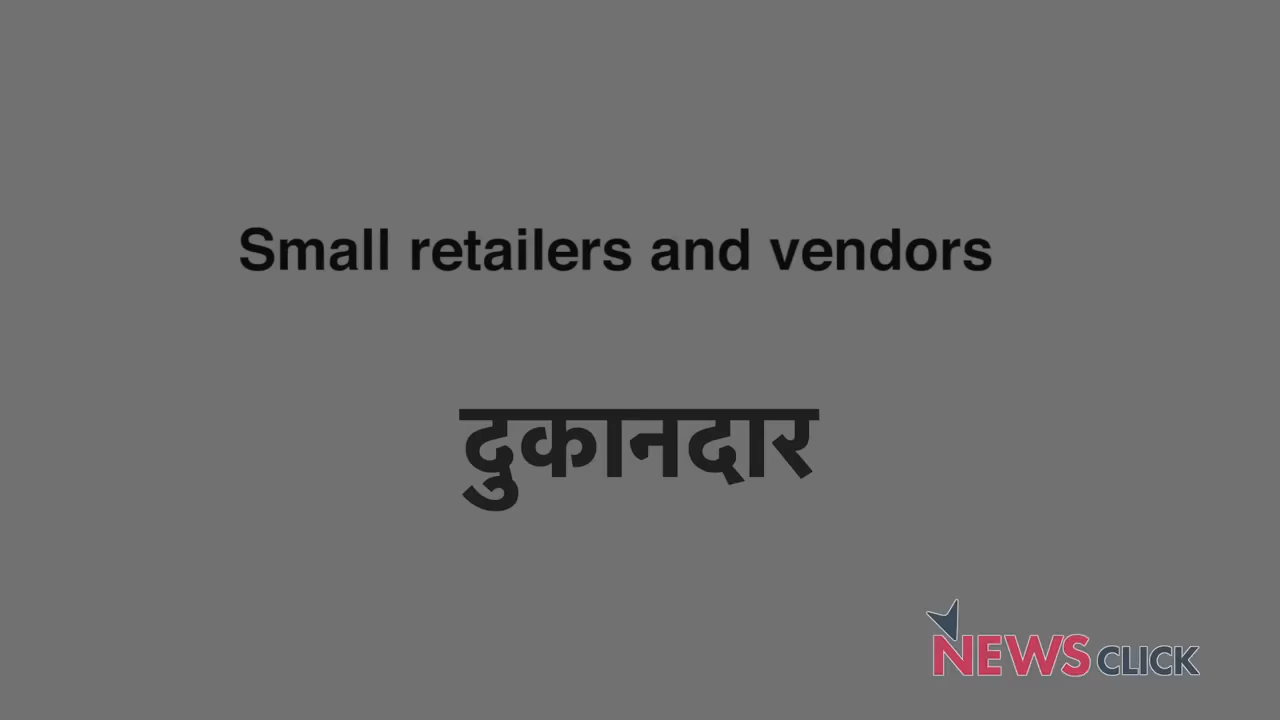 Small retailers and vendors
दुकानदार
NEWSCLICK